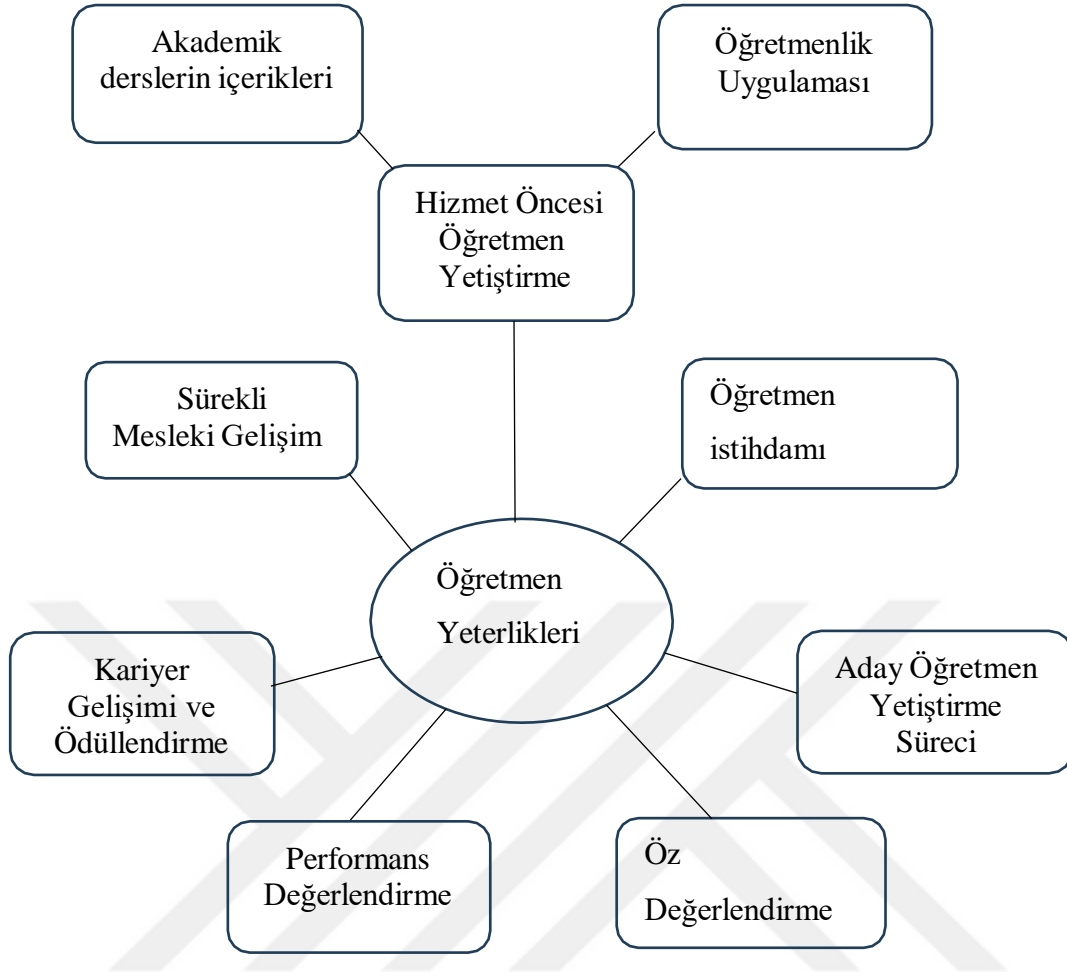 Akademik
derslerin içerikleri
Öğretmenlik
Uygulaması
Hizmet Öncesi
Öğretmen
Yetiştirme
Sürekli
Mesleki Gelişim
Öğretmen
istihdamı
Öğretmen
Yeterlikleri
Kariyer
Gelişimi ve
Ödüllendirme
Aday Öğretmen
Yetiştirme
Süreci
Performans
Değerlendirme
Öz
Değerlendirme